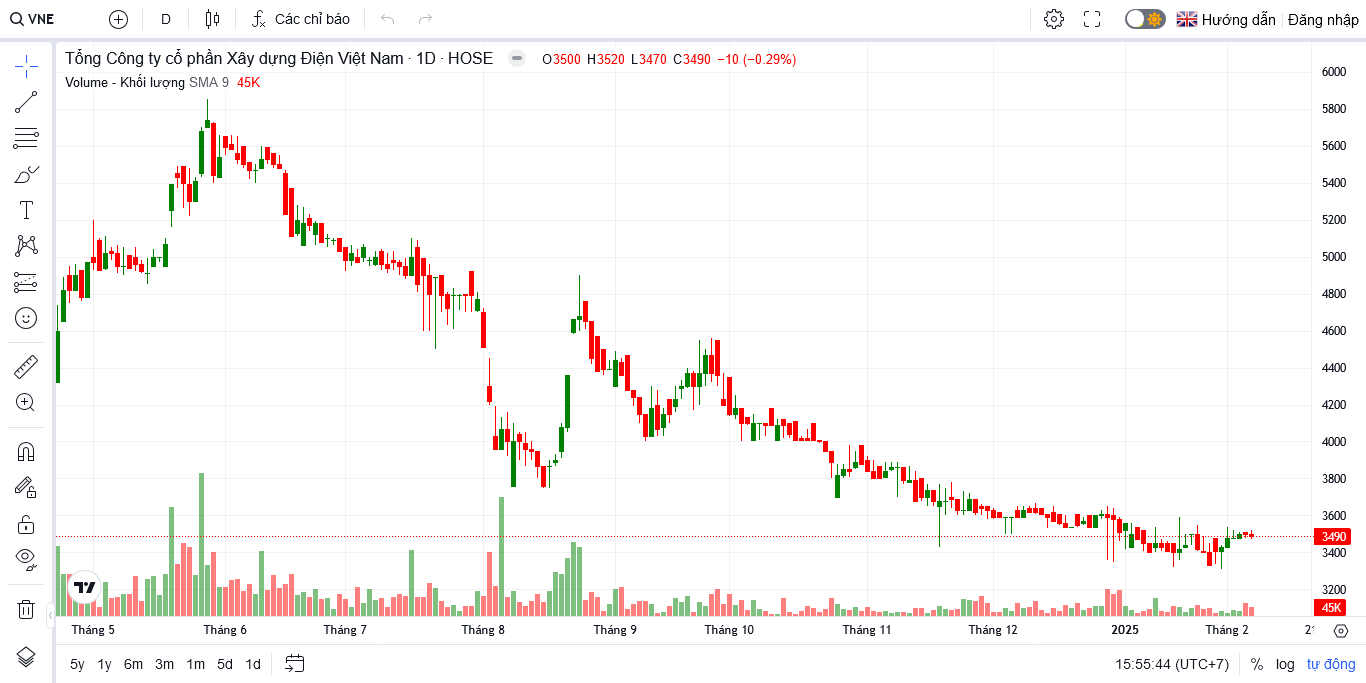 VNE D Các chỉ báo Hướng dẫn Đăng nhập
Tổng Công ty cổ phần Xây dựng Điện Việt Nam · 1D · HOSE O3500 H3520 L3470 C3490 −10 (−0.29%)
Volume - Khối lượng SMA 9 45K
6000
5800
5600
5400
5200
5000
4800
4600
4400
4200
4000
3800
3600
3490
3400
3200
45K
Tháng 5 Tháng 6 Tháng 7 Tháng 8 Tháng 9 Tháng 10 Tháng 11 Tháng 12 2025 Tháng 2
5y 1y 6m 3m 1m 5d 1d 15:55:44 (UTC+7) % log tự động